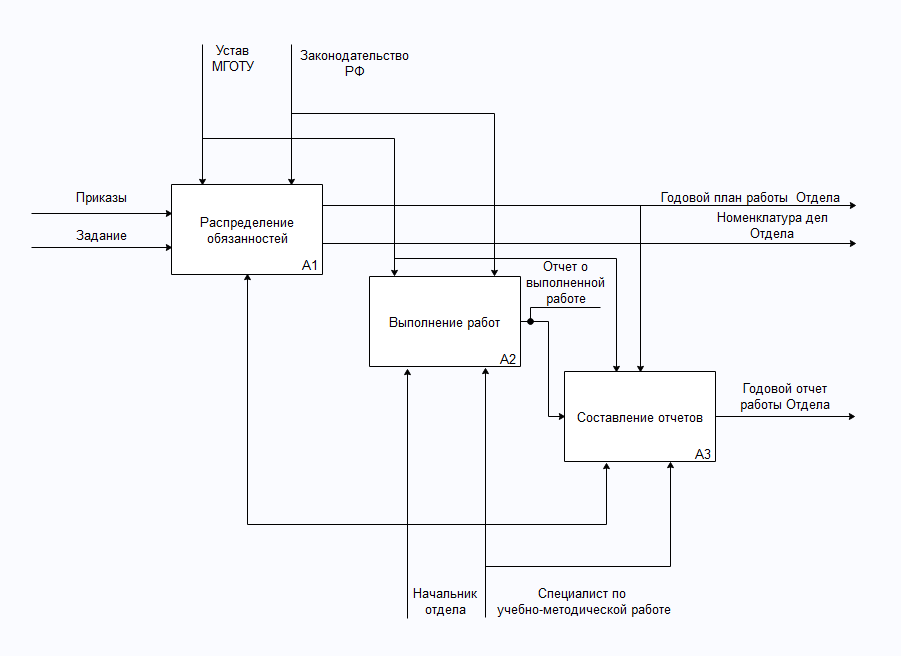 Устав
МГОТУ
Законодательство
РФ
Приказы
Задание
Распределение
обязанностей
A1
Годовой план работы Отдела
Номенклатура дел
Отдела
Отчет о
выполненной
работе
Выполнение работ
A2
Годовой отчет
работы Отдела
Составление отчетов
A3
Начальник
отдела
Специалист по
учебно-методической работе